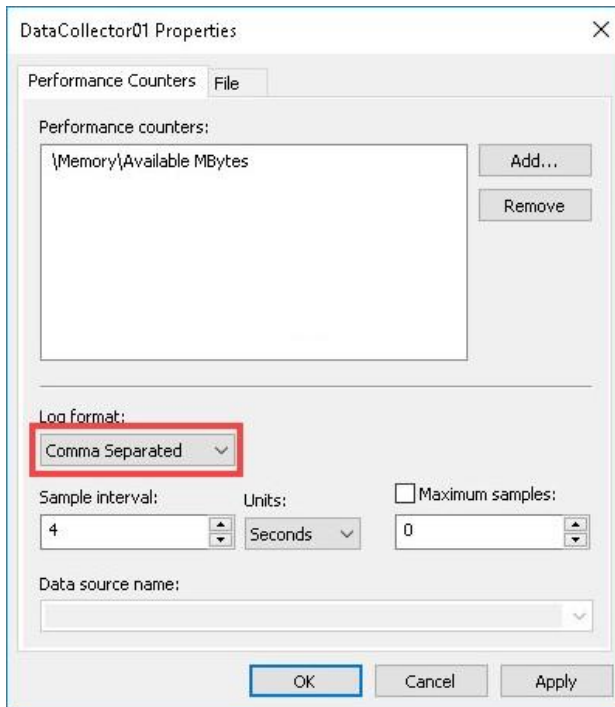 DataCollector01 Properties
Performance Counters File
Performance counters:
\Memory\Available MBytes
Add...
Remove
Log format:
Comma Separated
Sample interval: Units: Maximum samples:
4 Seconds 0
Data source name:
OK Cancel Apply